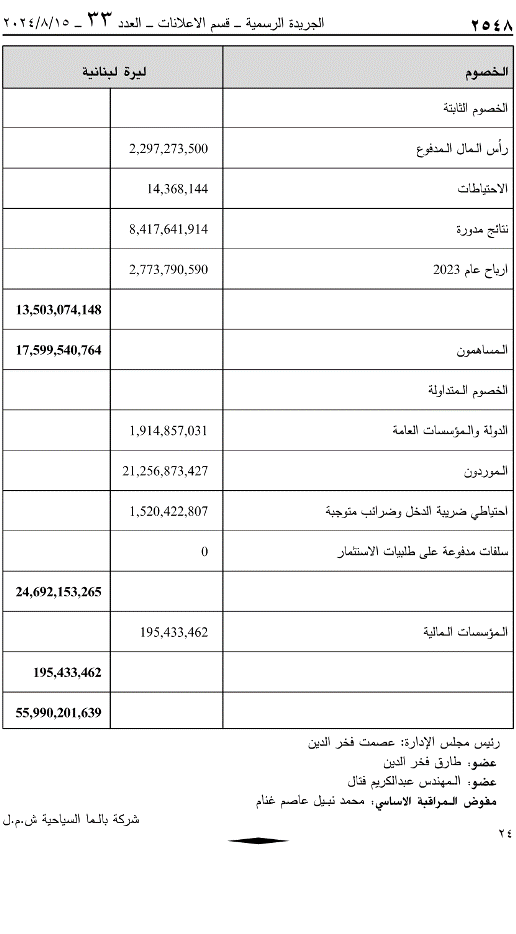 ٢٥٤٨ الجريدة الرسمية ــ قسم الاعلانات ــ العدد ٣٣ ــ ٢٠٢٤/٨/١٥
الخصوم ليرة لبنانية
الخصوم الثابتة
رأس المال المدفوع 2,297,273,500
الاحتياطات 14,368,144
نتائج مدورة 8,417,641,914
ارباح عام 2023 2,773,790,590
13,503,074,148
المساهمون 17,599,540,764
الخصوم المتداولة
الدولة والمؤسسات العامة 1,914,857,031
الموردون 21,256,873,427
احتياطي ضريبة الدخل وضرائب متوجبة 1,520,422,807
سلفات مدفوعة على طلبيات الاستثمار 0
24,692,153,265
المؤسسات المالية 195,433,462
195,433,462
55,990,201,639
رئيس مجلس الإدارة: عصمت فخر الدين
عضو: طارق فخر الدين
عضو: المهندس عبدالكريم فتال
مفوض المراقبة الاساسي: محمد نبيل عاصم غنام
شركة بالما السياحية ش.م.ل
٢٤